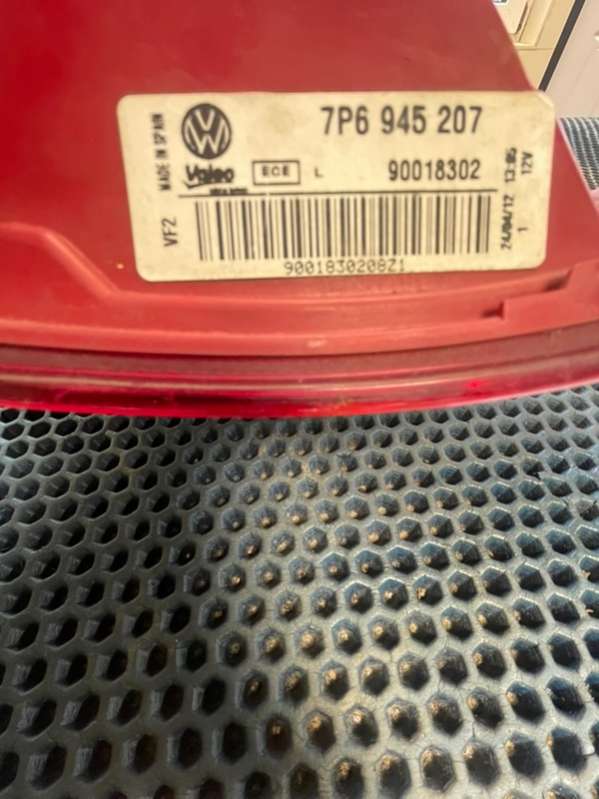 MADE IN SPAIN
VF2
7P6 945 207
Valeo
ECE L
90018302
9001830208Z1
24/04/12 13:05
1 12V